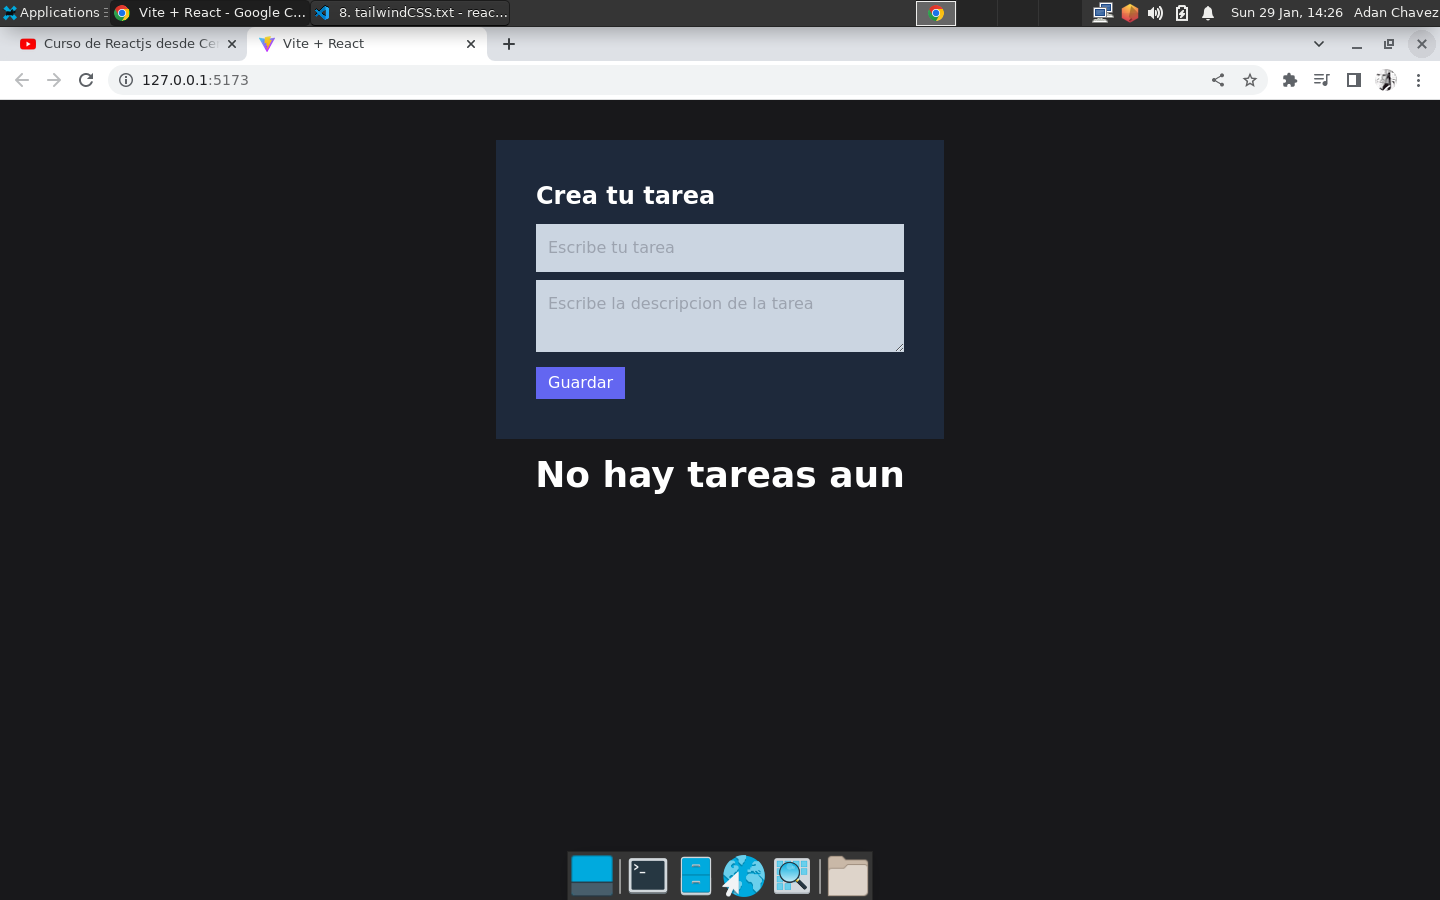 Applications
Vite + React - Google C...
8. tailwindCSS.txt - reac...
Sun 29 Jan, 14:26
Adan Chavez
Curso de Reactjs desde Ce
Vite + React
127.0.0.1:5173
Crea tu tarea
Escribe tu tarea
Escribe la descripcion de la tarea
Guardar
No hay tareas aun